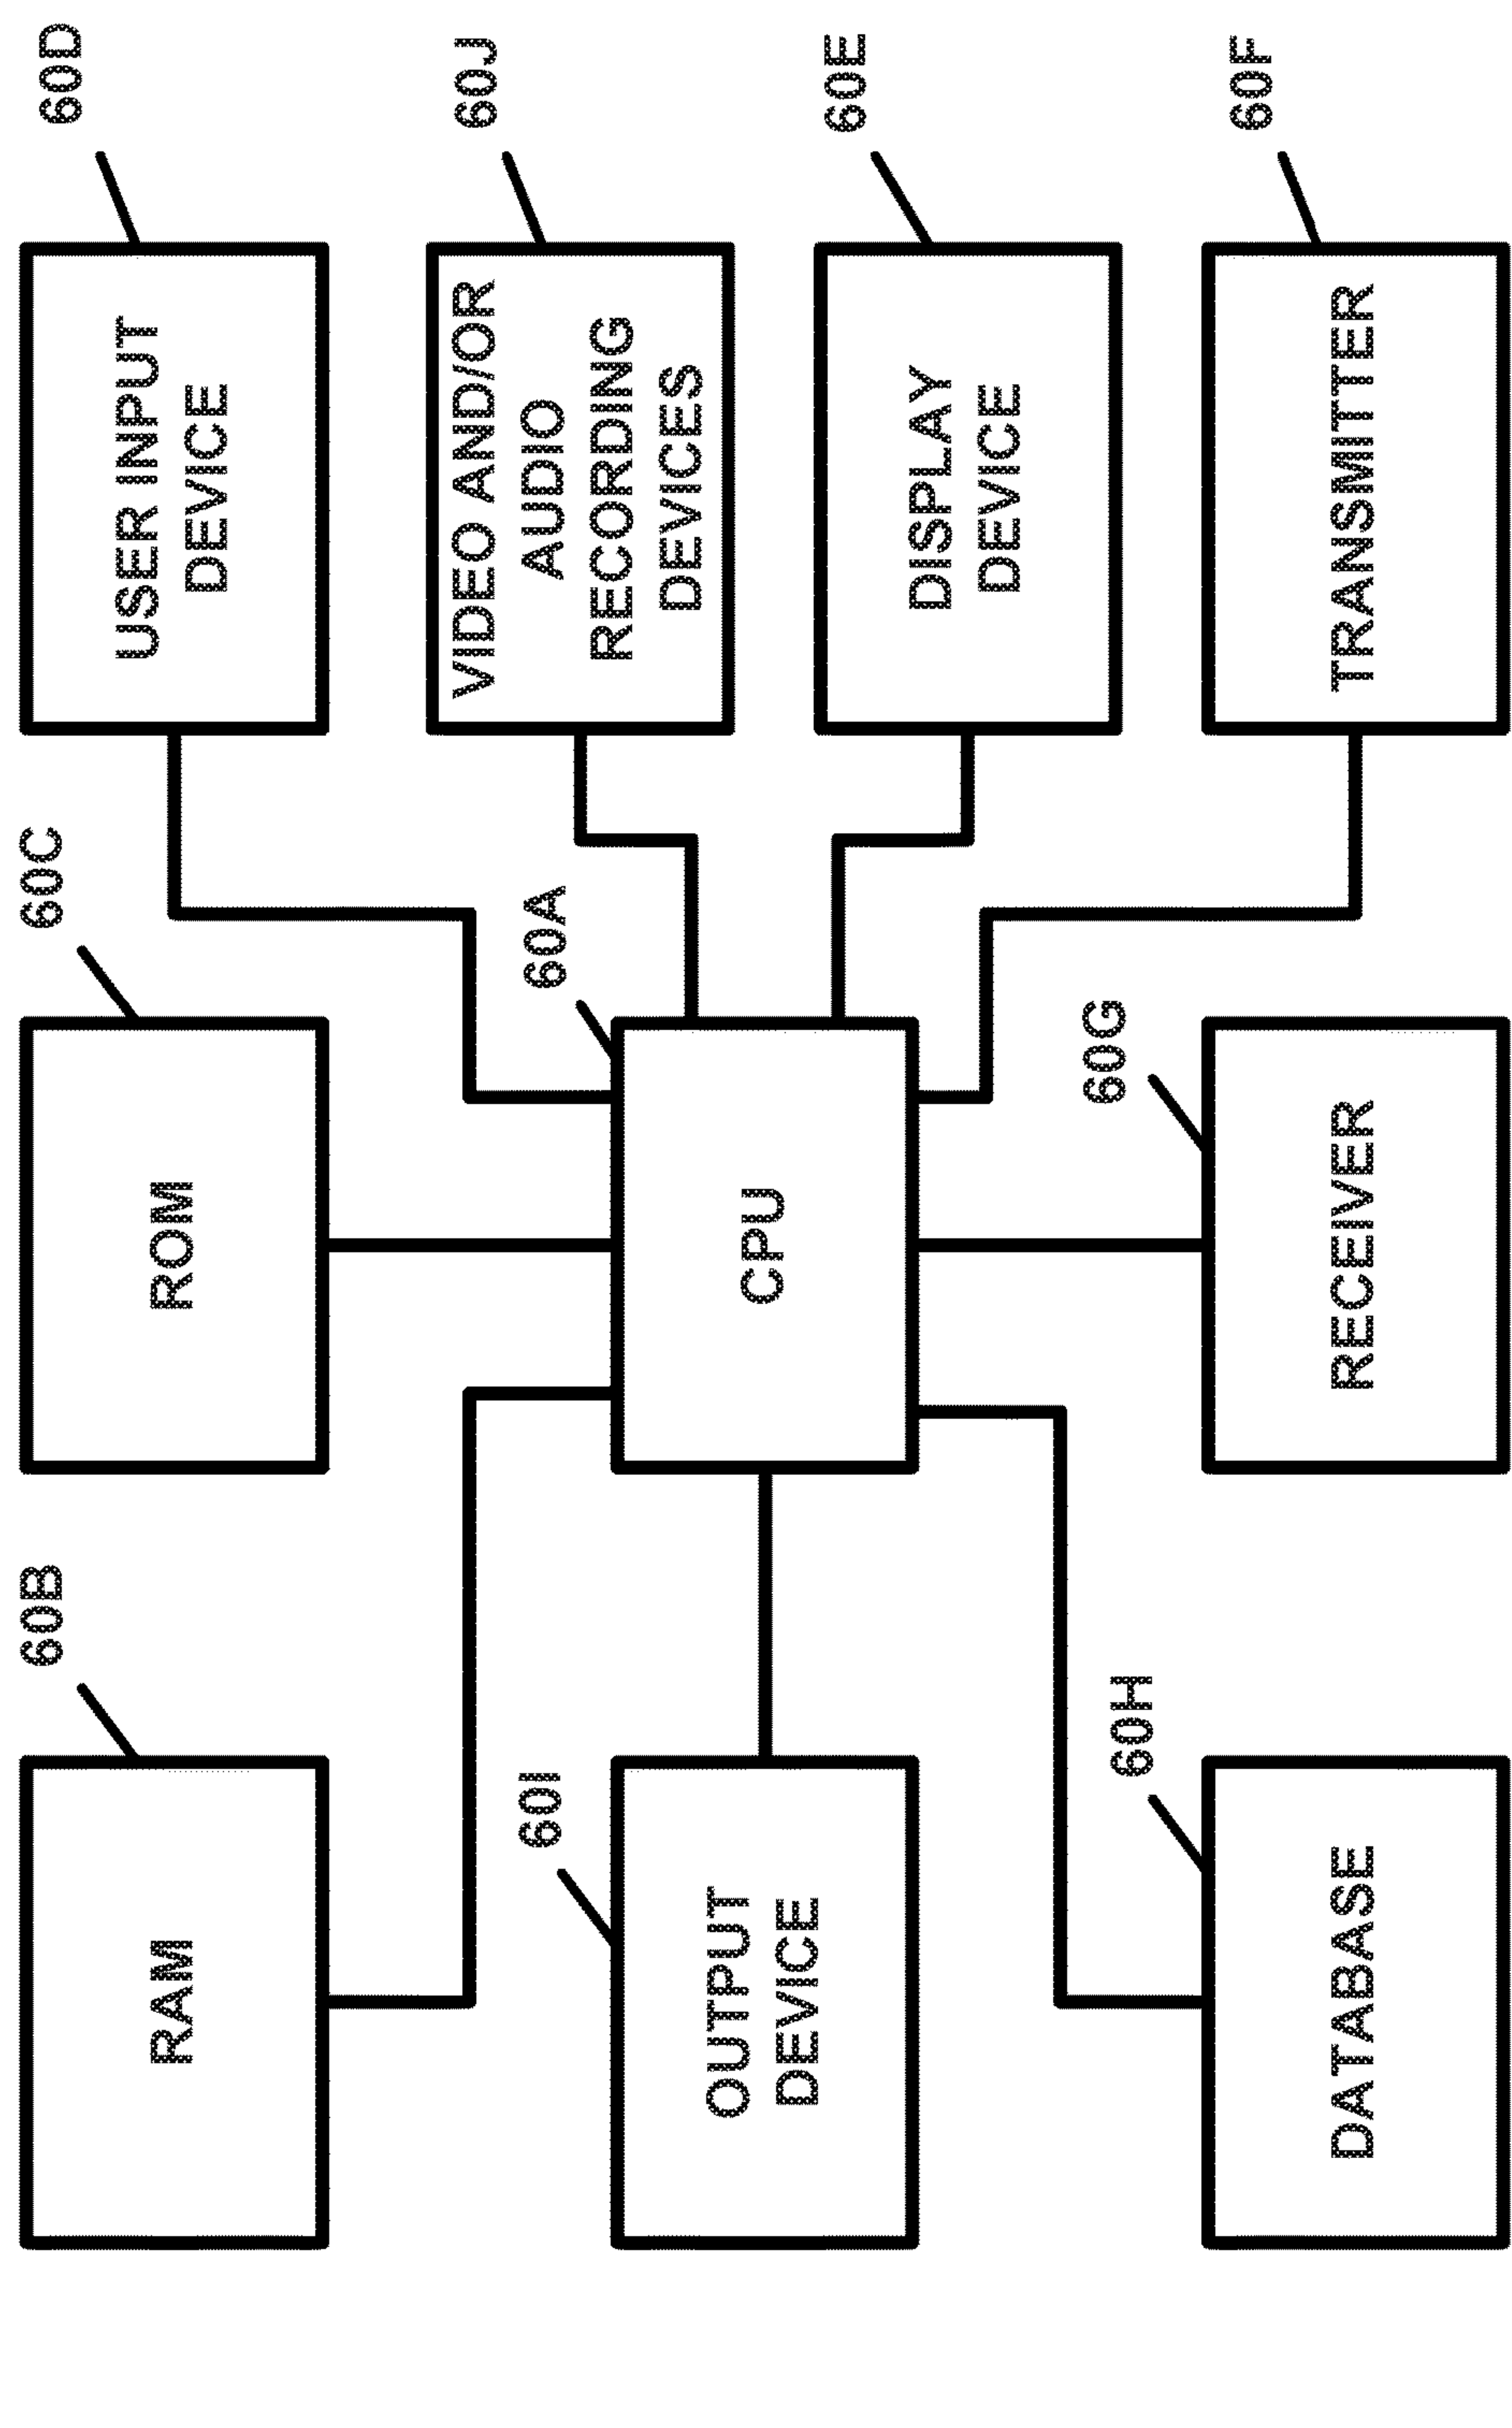 60B
RAM
60C
ROM
60D
USER INPUT
DEVICE
60I
OUTPUT
DEVICE
60A
CPU
60J
VIDEO AND/OR
AUDIO
RECORDING
DEVICES
60E
DISPLAY
DEVICE
60H
DATABASE
60G
RECEIVER
60F
TRANSMITTER